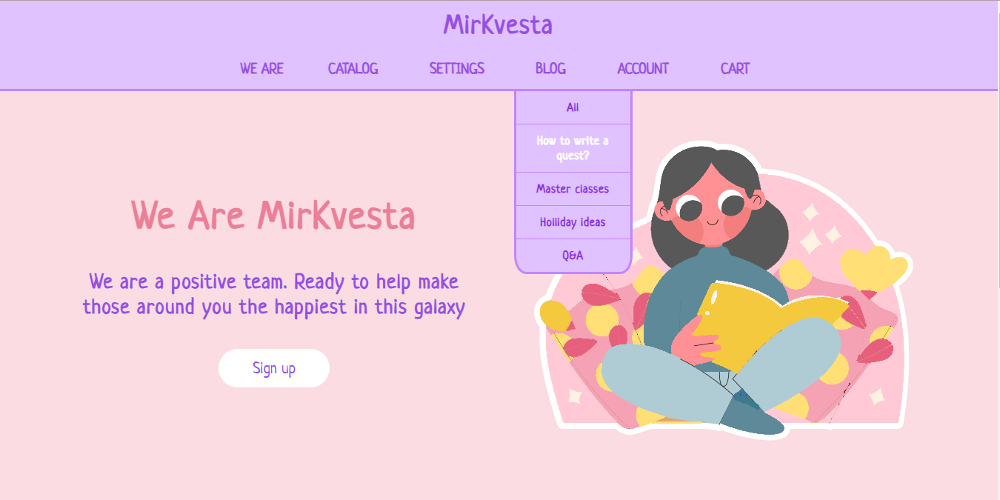 MirKvesta
WE ARE CATALOG SETTINGS BLOG ACCOUNT CART
All
How to write a
quest?
Master classes
Holliday ideas
Q&A
We Are MirKvesta
We are a positive team. Ready to help make
those around you the happiest in this galaxy
Sign up